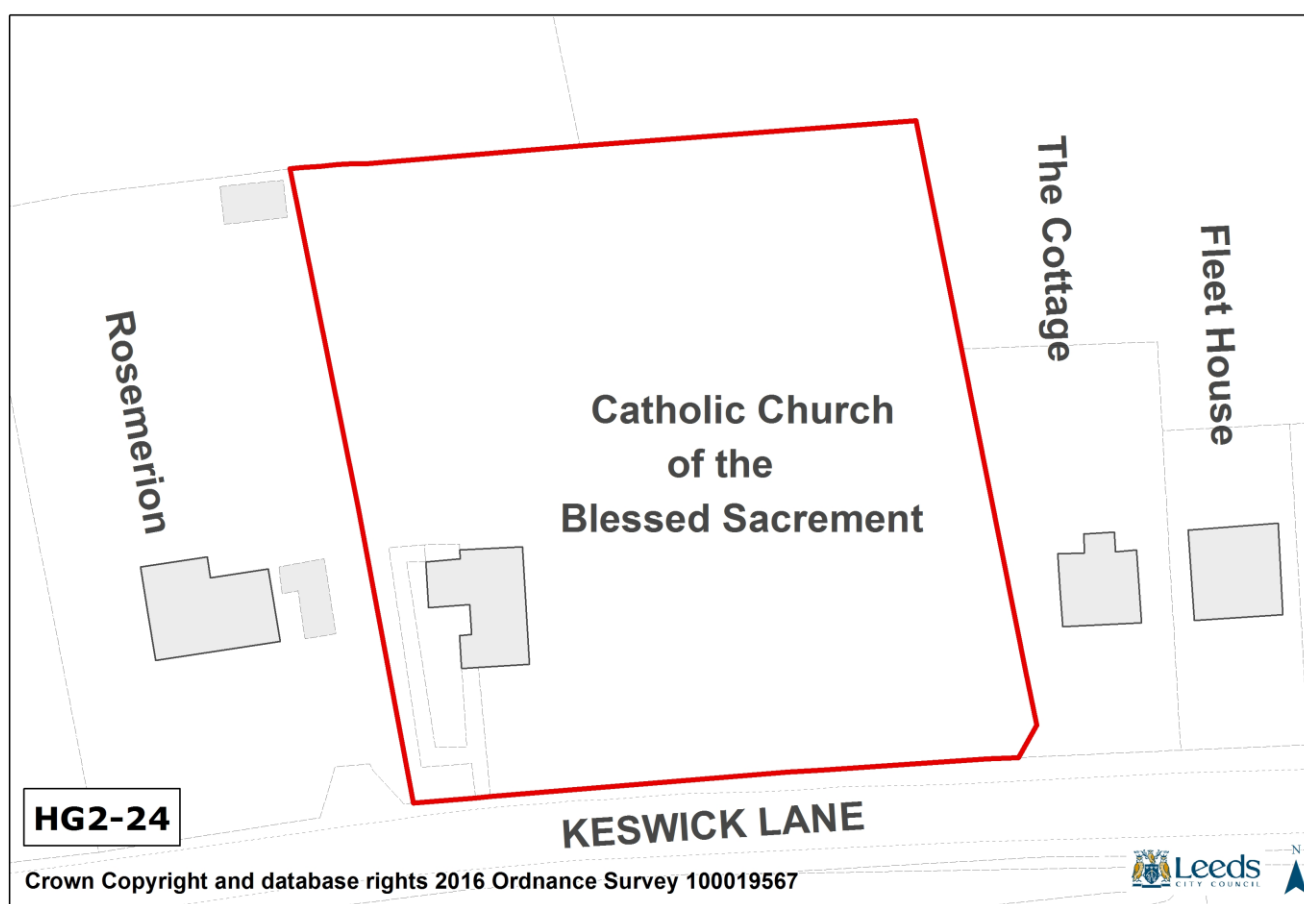 The Cottage
Fleet House
Rosemerion
Catholic Church
of the
Blessed Sacrement
HG2-24
KESWICK LANE
Crown Copyright and database rights 2016 Ordnance Survey 100019567
Leeds
CITY COUNCIL
N